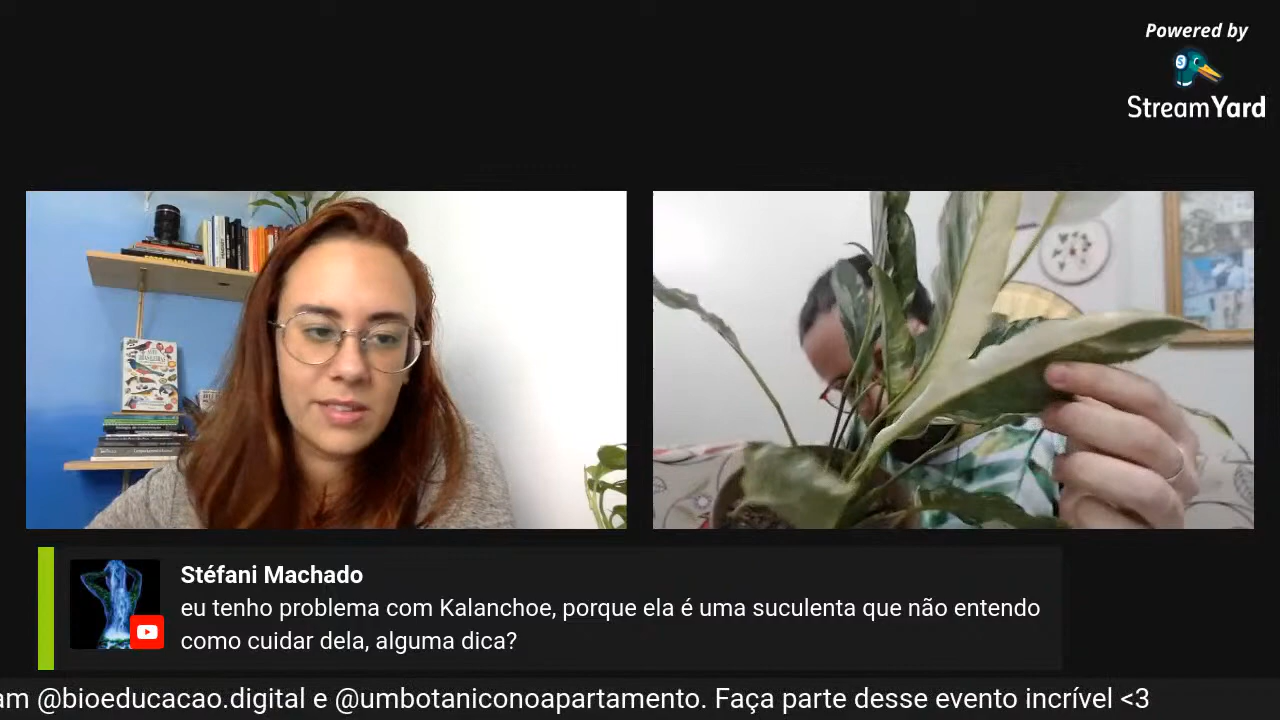 Powered by
StreamYard
Stéfani Machado
eu tenho problema com Kalanchoe, porque ela é uma suculenta que não entendo
como cuidar dela, alguma dica?
am @bioeducacao.digital e @umbotaniconoapartamento. Faça parte desse evento incrível <3